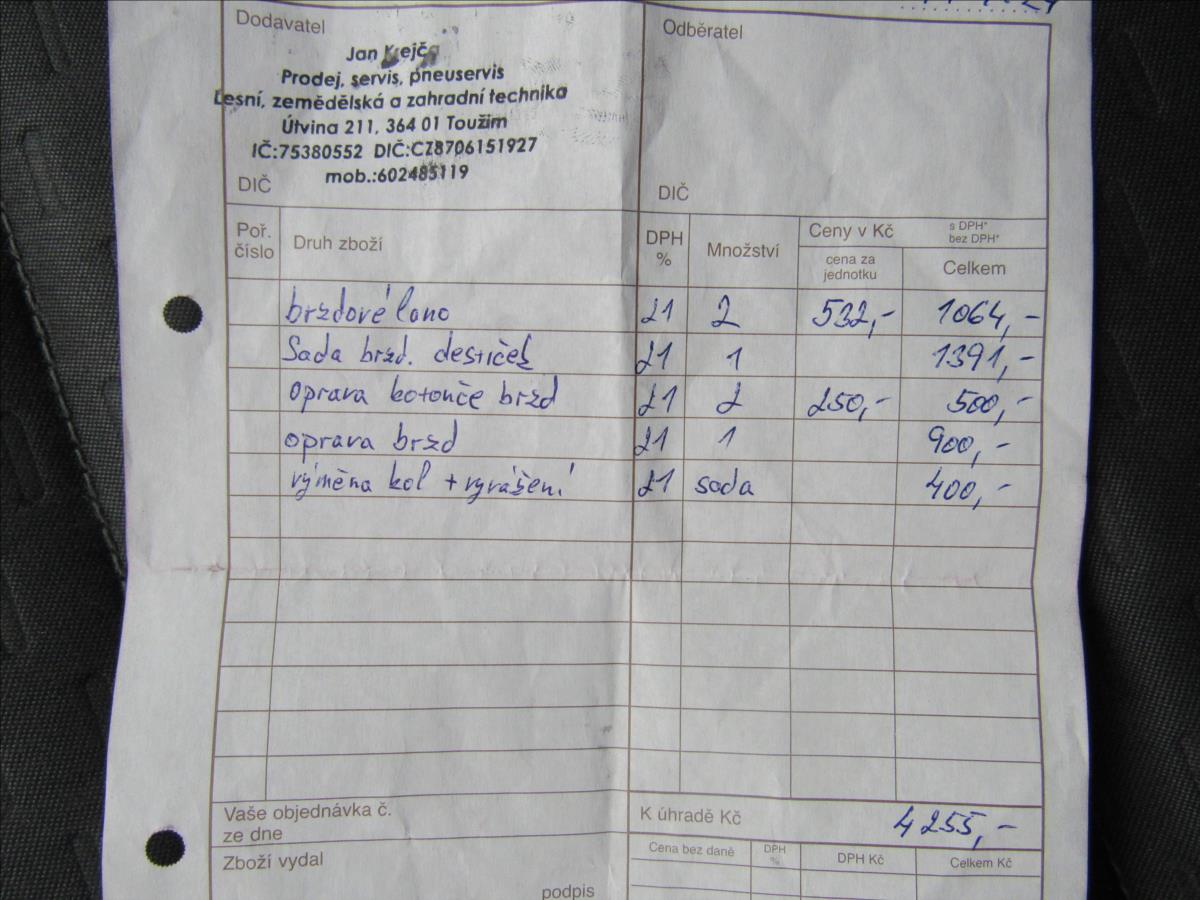 Dodavatel
Odběratel
Jan Krejča
Prodej, servis, pneuservis
Lesní, zemědělská a zahradní technika
Útvina 211, 364 01 Toužim
IČ:75380552 DIČ:CZ8706151927
mob.:602485119
DIČ
DIČ
Poř. číslo Druh zboží DPH % Množství Ceny v Kč s DPH* bez DPH*
cena za jednotku Celkem
brzdové lano 21 2 532,- 1064,-
Sada brzd. destiček 21 1 1391,-
oprava kotouče brzd 21 2 250,- 500,-
oprava brzd 21 1 900,-
výměna kol + vyvážení 21 sada 400,-
Vaše objednávka č.
ze dne
K úhradě Kč 4255,-
Zboží vydal
podpis
Cena bez daně DPH % DPH Kč Celkem Kč